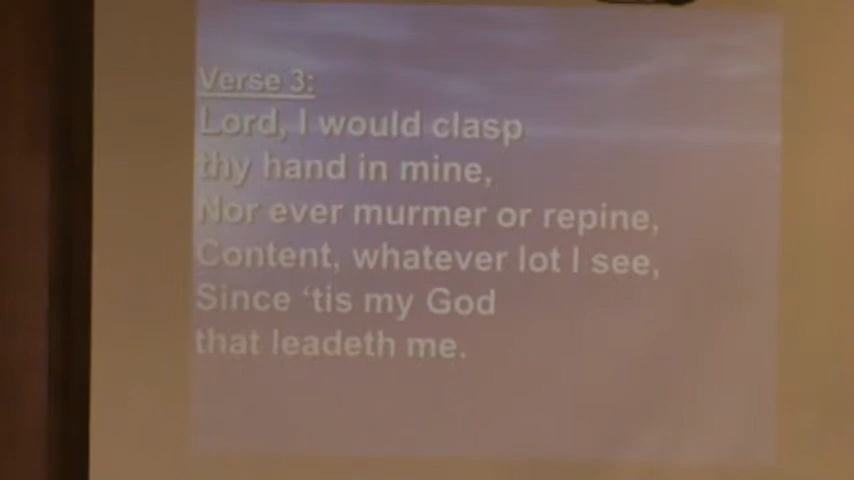 Verse 3:
Lord, I would clasp
thy hand in mine,
Nor ever murmer or repine,
Content, whatever lot I see,
Since ‘tis my God
that leadeth me.